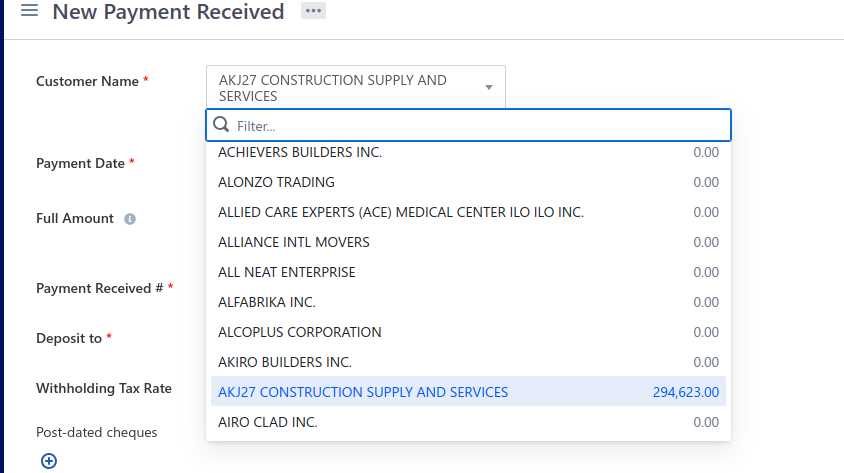 New Payment Received
Customer Name *
AKJ27 CONSTRUCTION SUPPLY AND
SERVICES
Filter...
ACHIEVERS BUILDERS INC. 0.00
Payment Date *
ALONZO TRADING 0.00
Full Amount
ALLIED CARE EXPERTS (ACE) MEDICAL CENTER ILO ILO INC. 0.00
ALLIANCE INTL MOVERS 0.00
ALL NEAT ENTERPRISE 0.00
Payment Received # *
ALFABRIKA INC. 0.00
Deposit to *
ALCOPLUS CORPORATION 0.00
AKIRO BUILDERS INC. 0.00
Withholding Tax Rate
AKJ27 CONSTRUCTION SUPPLY AND SERVICES 294,623.00
AIRO CLAD INC. 0.00
Post-dated cheques